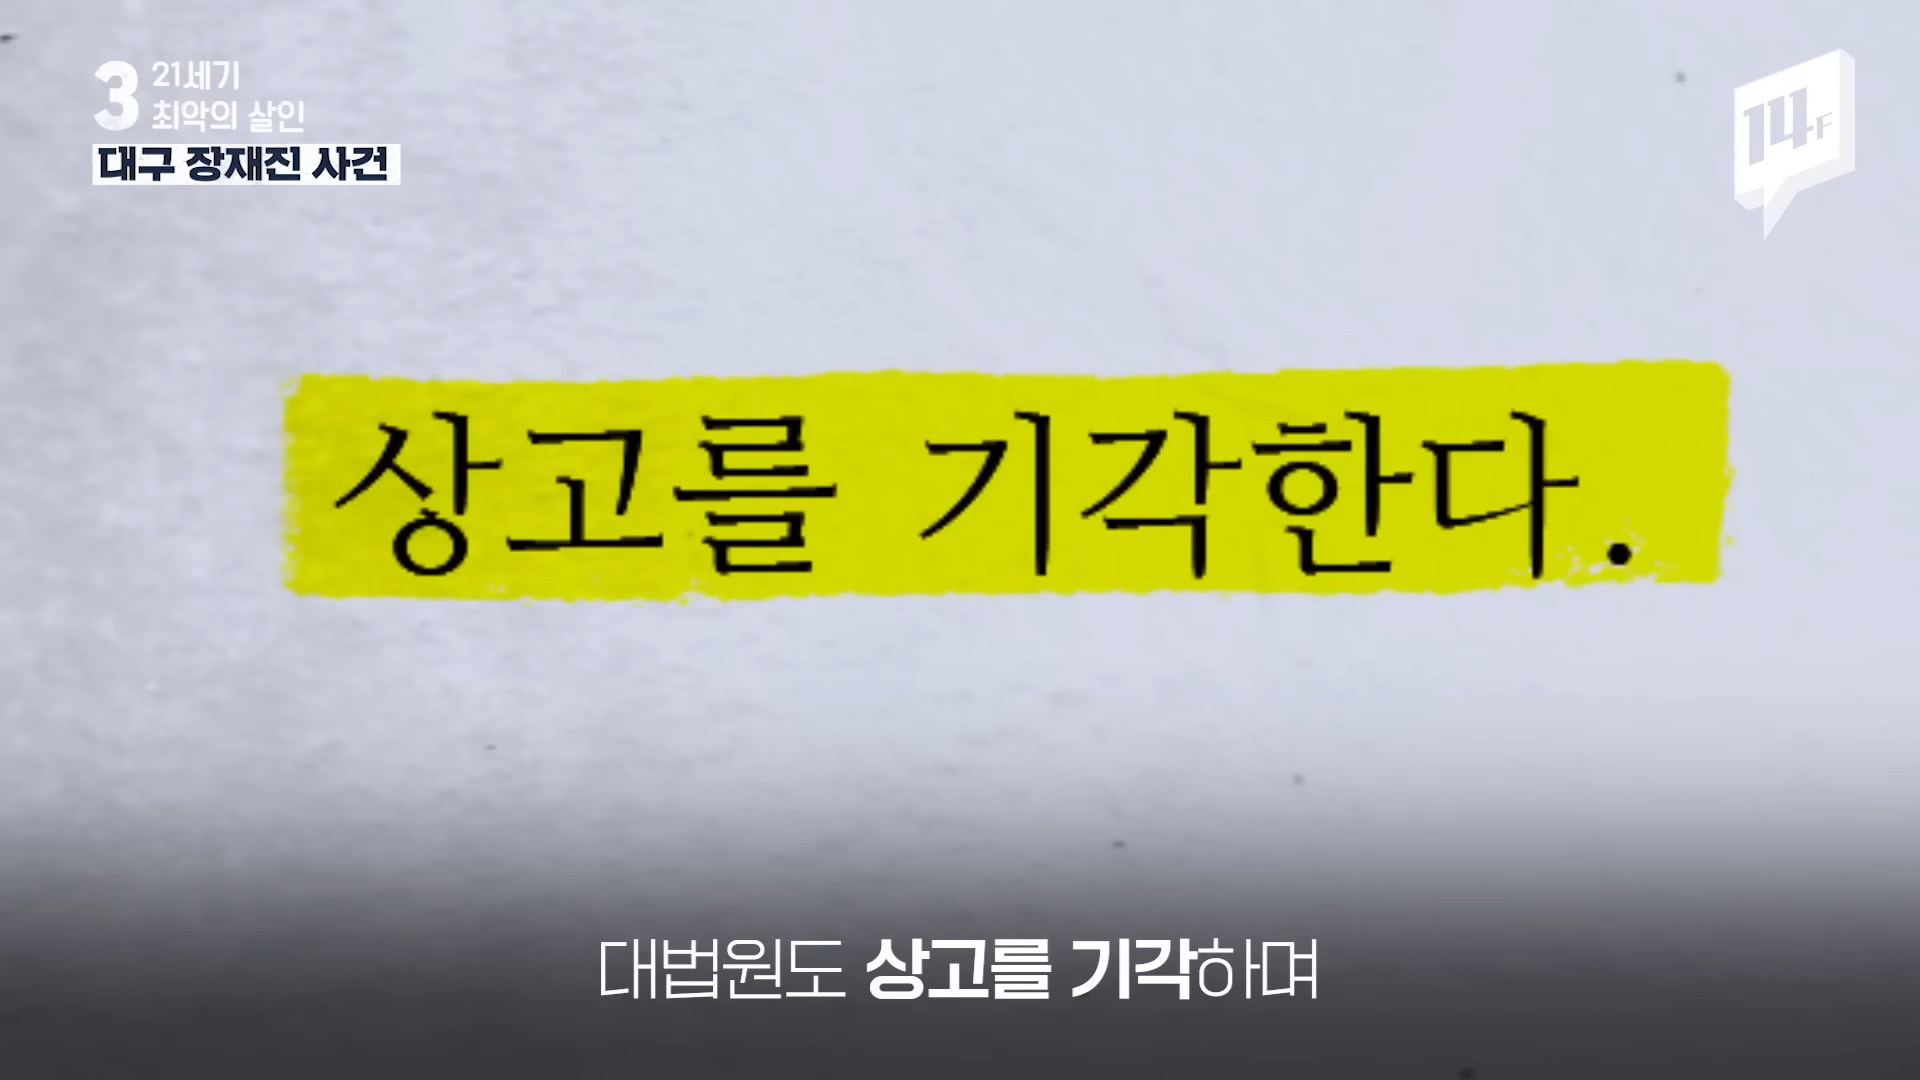 3 21세기
최악의 살인
대구 장재진 사건
14F
상고를 기각한다.
대법원도 상고를 기각하며